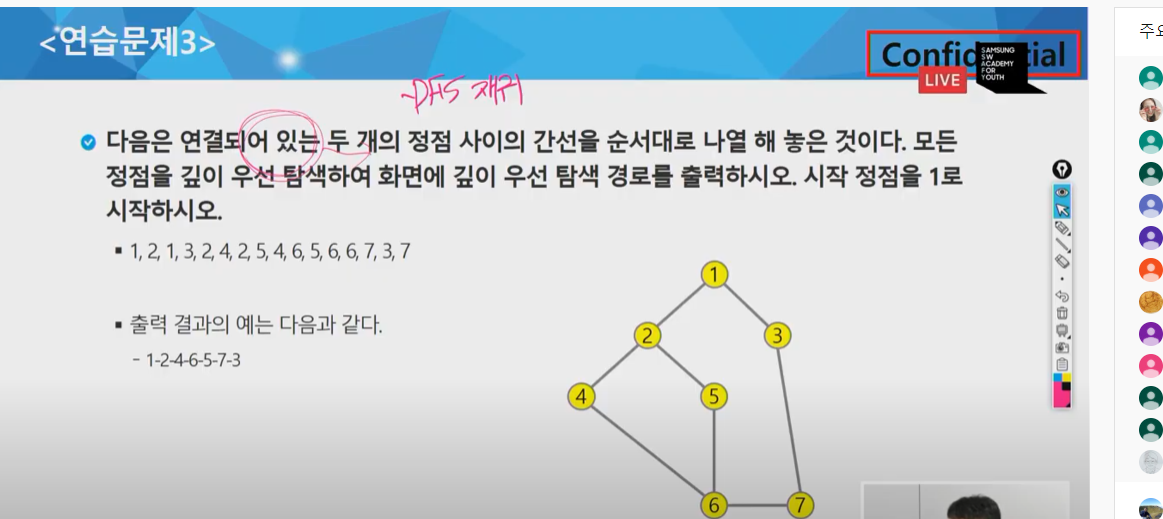 <연습문제3>
Confid
ial
SAMSUNG
SW
ACADEMY
FOR
YOUTH
LIVE
주요
~DFS 재귀
다음은 연결되어 있는 두 개의 정점 사이의 간선을 순서대로 나열 해 놓은 것이다. 모든
정점을 깊이 우선 탐색하여 화면에 깊이 우선 탐색 경로를 출력하시오. 시작 정점을 1로
시작하시오.
1, 2, 1, 3, 2, 4, 2, 5, 4, 6, 5, 6, 6, 7, 3, 7
출력 결과의 예는 다음과 같다.
- 1-2-4-6-5-7-3
1
2
3
4
5
6
7